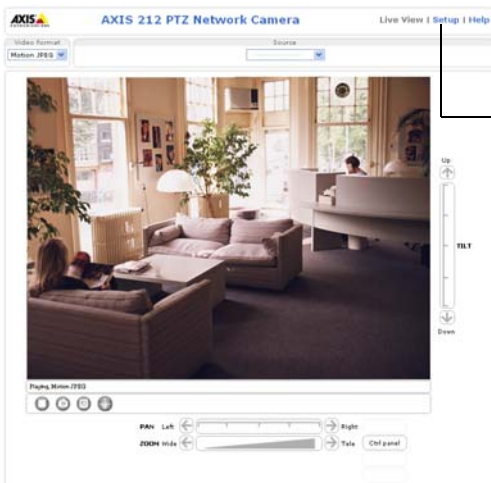 AXIS
COMMUNICATIONS
AXIS 212 PTZ Network Camera
Live View | Setup | Help
Video Format
Source
Motion JPEG
Up
TILT
Down
Playing Motion JPEG
PAN Left Right
ZOOM Wide Tele
Ctrl panel